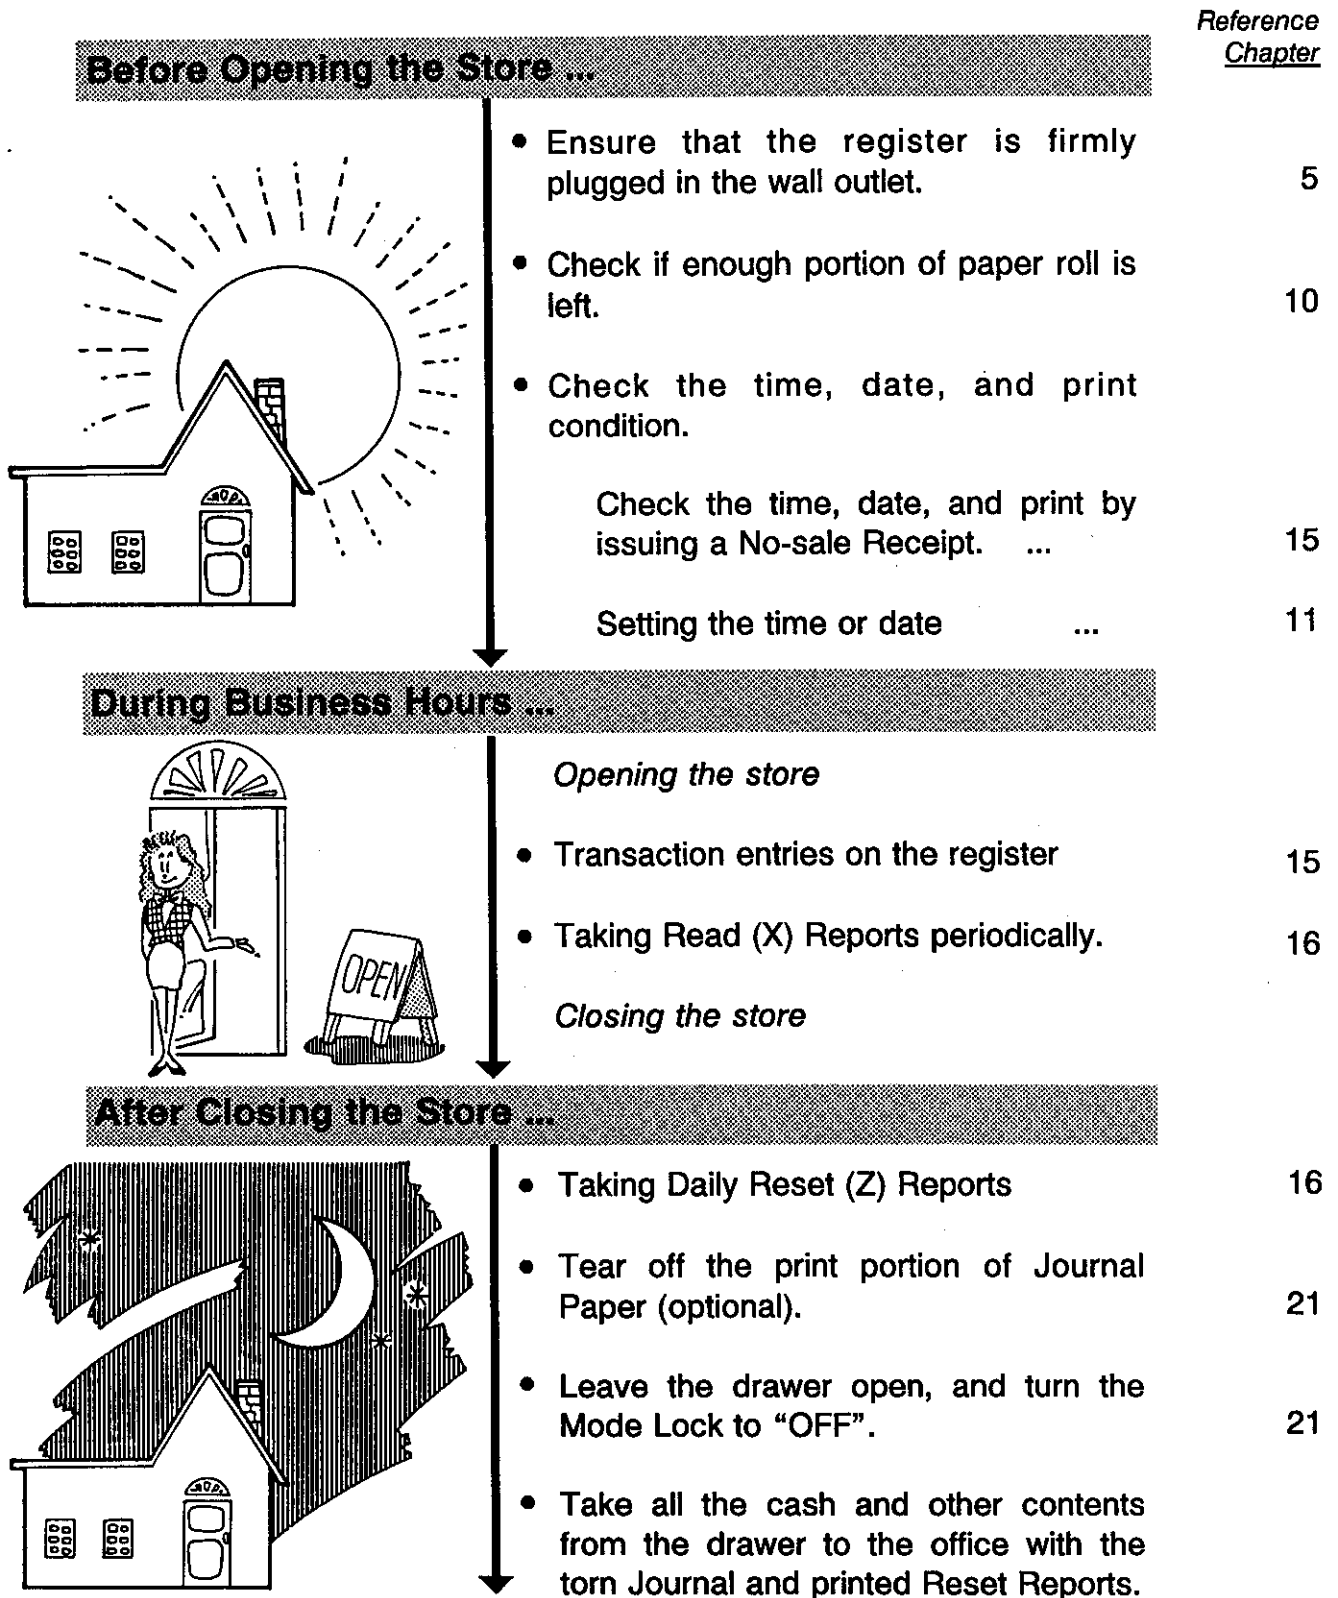 Reference
Chapter
Before Opening the Store ...
• Ensure that the register is firmly
plugged in the wall outlet. 5
• Check if enough portion of paper roll is
left. 10
• Check the time, date, and print
condition.
Check the time, date, and print by
issuing a No-sale Receipt. ... 15
Setting the time or date ... 11
During Business Hours ...
Opening the store
• Transaction entries on the register 15
• Taking Read (X) Reports periodically. 16
OPEN
Closing the store
After Closing the Store ...
• Taking Daily Reset (Z) Reports 16
• Tear off the print portion of Journal
Paper (optional). 21
• Leave the drawer open, and turn the
Mode Lock to “OFF”. 21
• Take all the cash and other contents
from the drawer to the office with the
torn Journal and printed Reset Reports.